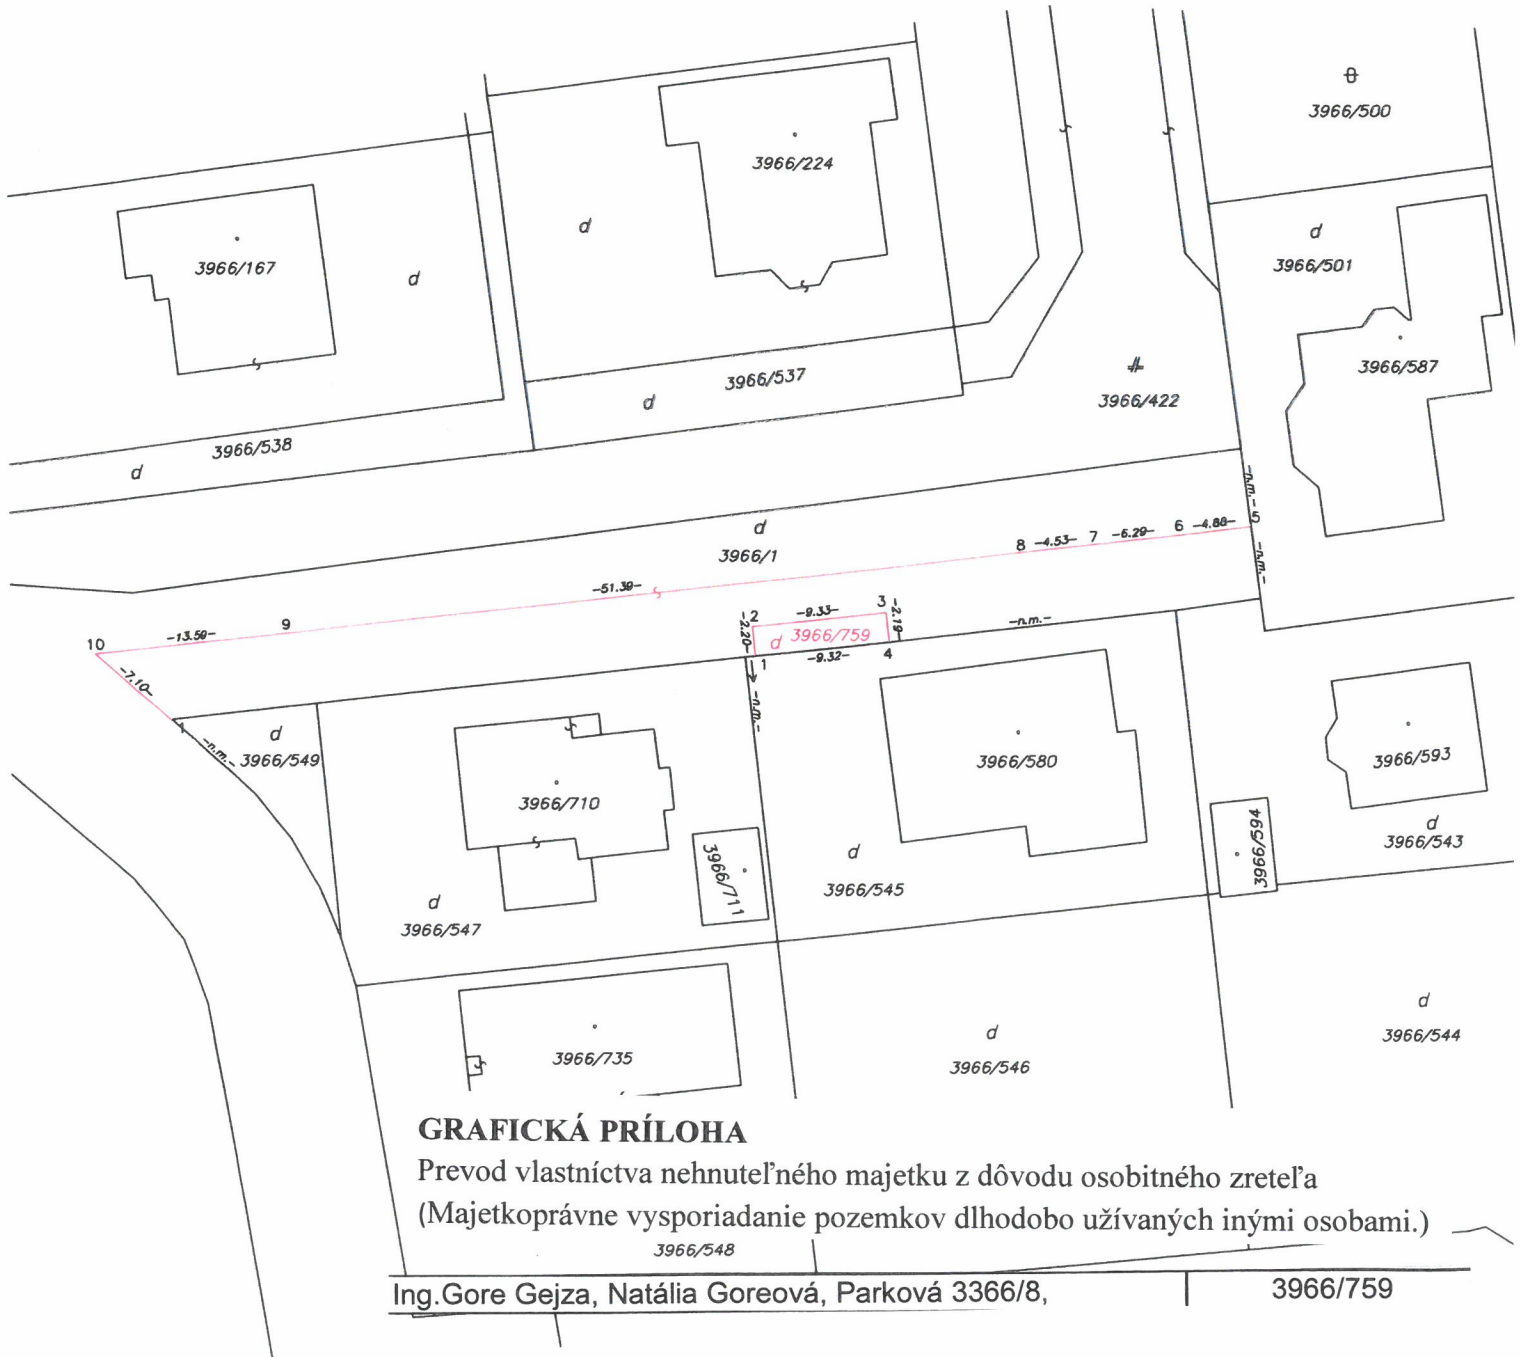 3966/500
3966/224
d
3966/167
d
d
3966/501
3966/587
3966/537
d
3966/422
3966/538
d
-n.m.-
5
d
3966/1
8 -4.53- 7 -6.29- 6 -4.88-
-n.m.-
-51.39-
10 -13.59- 9
-7.10-
-2.20-
2 -9.33- 3
-2.19-
d 3966/759
1 -9.32- 4
-n.m.-
-n.m.-
-n.m.-
d
3966/549
3966/710
3966/580
3966/593
3966/711
3966/594
d
3966/543
d
3966/545
d
3966/547
3966/735
d
3966/546
d
3966/544
GRAFICKÁ PRÍLOHA
Prevod vlastníctva nehnuteľného majetku z dôvodu osobitného zreteľa
(Majetkoprávne vysporiadanie pozemkov dlhodobo užívaných inými osobami.)
3966/548
Ing.Gore Gejza, Natália Goreová, Parková 3366/8, 3966/759